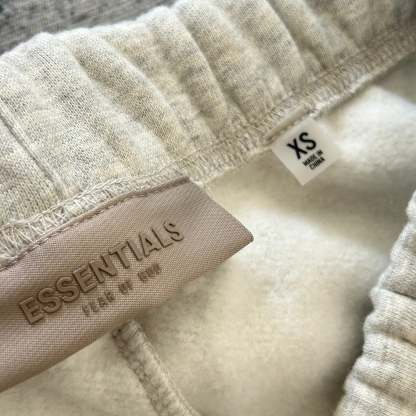 ESSENTIALS
FEAR OF GOD
XS
MADE IN
CHINA